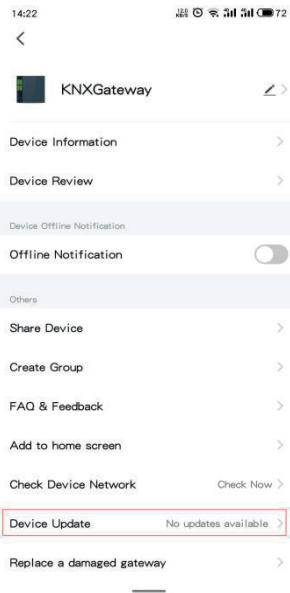 14:22
72
KNXGateway
Device Information
Device Review
Device Offline Notification
Offline Notification
Others
Share Device
Create Group
FAQ & Feedback
Add to home screen
Check Device Network Check Now
Device Update No updates available
Replace a damaged gateway